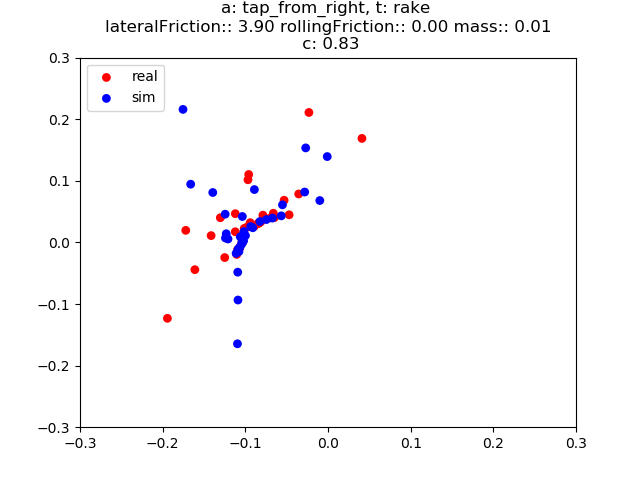 a: tap_from_right, t: rake
lateralFriction:: 3.90 rollingFriction:: 0.00 mass:: 0.01
c: 0.83
real
sim
0.3
0.2
0.1
0.0
−0.1
−0.2
−0.3
−0.3
−0.2
−0.1
0.0
0.1
0.2
0.3